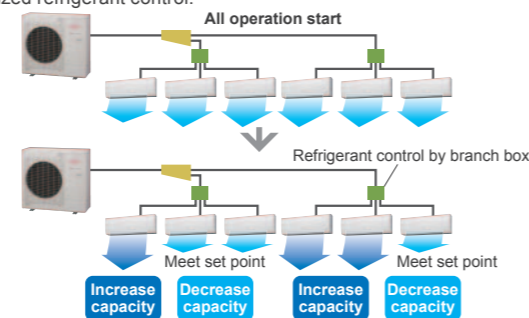 ized refrigerant control.
All operation start
Refrigerant control by branch box
Meet set point
Meet set point
Increase
capacity
Decrease
capacity
Increase
capacity
Decrease
capacity